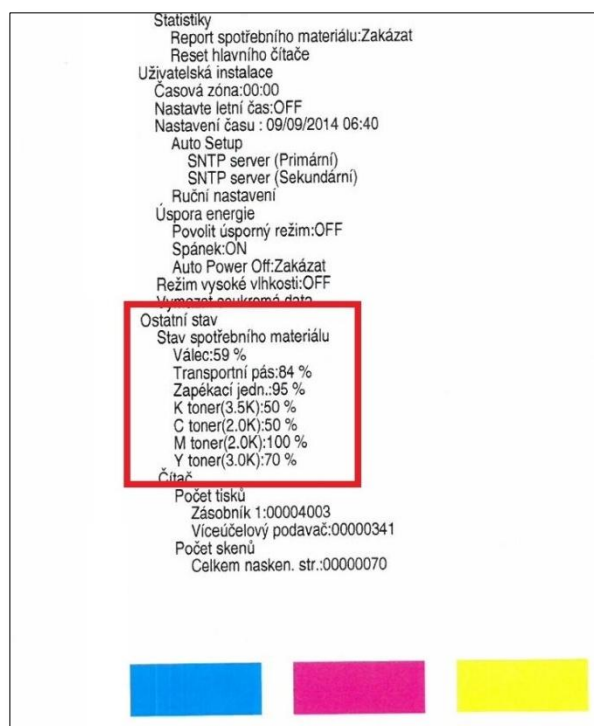 Statistiky
Report spotřebního materiálu:Zakázat
Reset hlavního čítače
Uživatelská instalace
Časová zóna:00:00
Nastavte letní čas:OFF
Nastavení času : 09/09/2014 06:40
Auto Setup
SNTP server (Primární)
SNTP server (Sekundární)
Ruční nastavení
Úspora energie
Povolit úsporný režim:OFF
Spánek:ON
Auto Power Off:Zakázat
Režim vysoké vlhkosti:OFF
Vymazat soukromá data
Ostatní stav
Stav spotřebního materiálu
Válec:59 %
Transportní pás:84 %
Zapékací jedn.:95 %
K toner(3.5K):50 %
C toner(2.0K):50 %
M toner(2.0K):100 %
Y toner(3.0K):70 %
Čítač
Počet tisků
Zásobník 1:00004003
Víceúčelový podavač:00000341
Počet skenů
Celkem nasken. str.:00000070